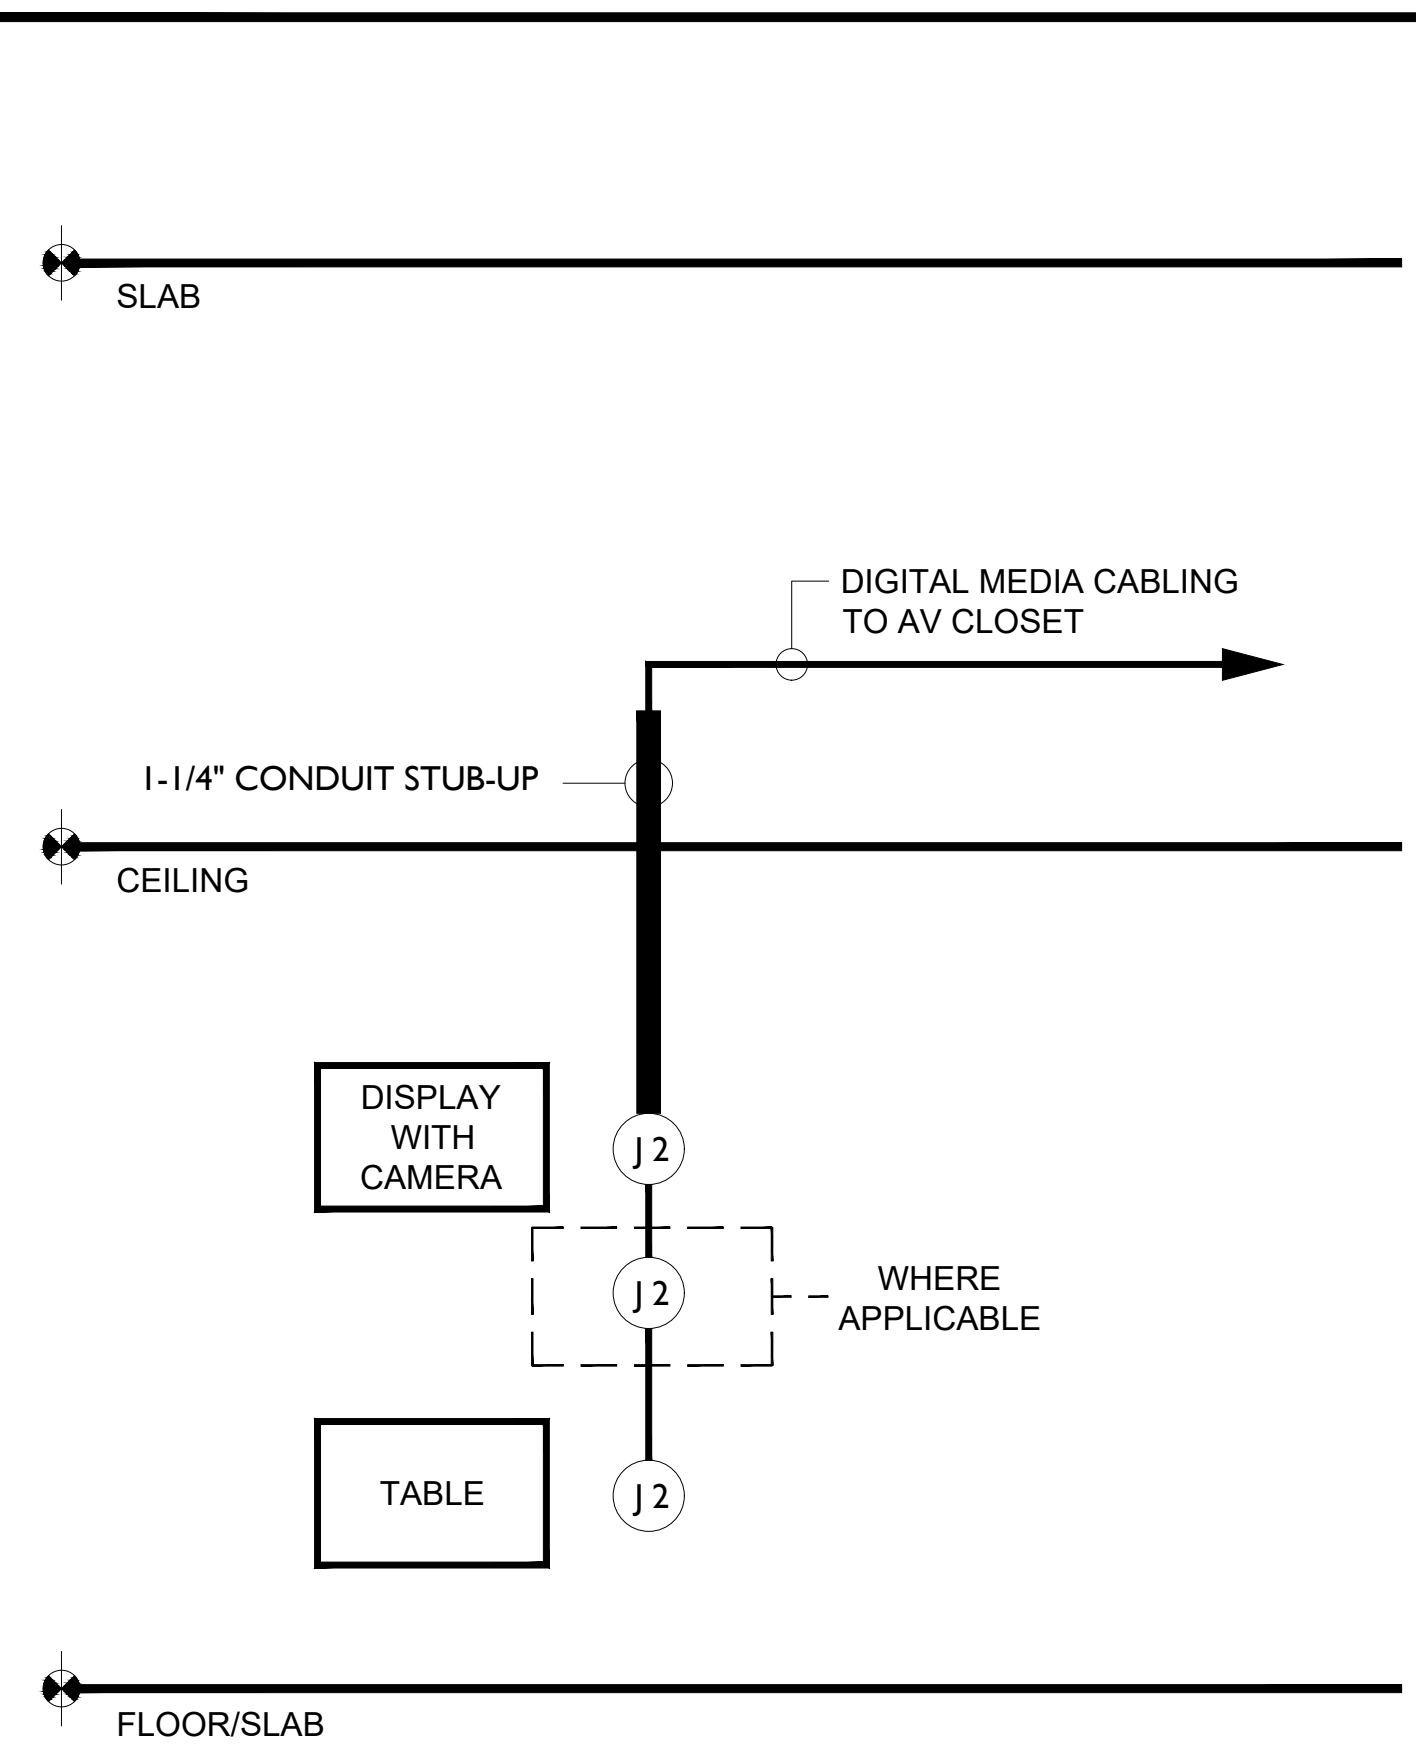 SLAB
DIGITAL MEDIA CABLING
TO AV CLOSET
1-1/4" CONDUIT STUB-UP
CEILING
DISPLAY
WITH
CAMERA
J2
J2
WHERE
APPLICABLE
TABLE
J2
FLOOR/SLAB